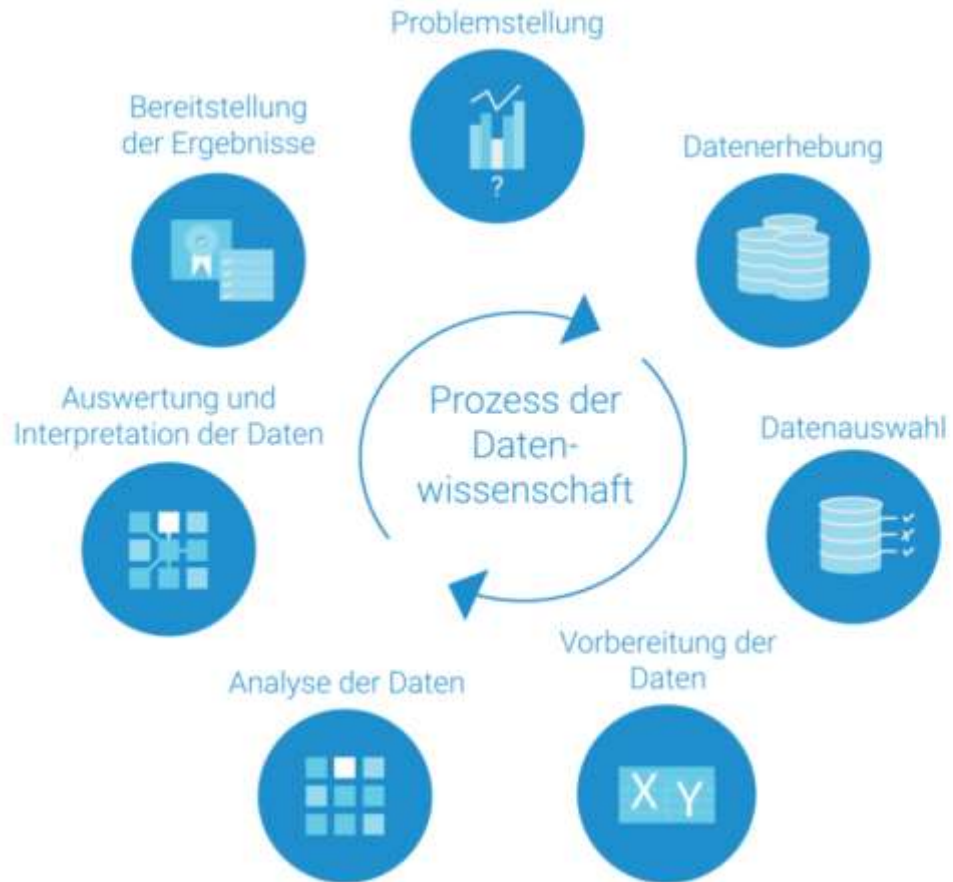 Problemstellung
Datenerhebung
Datenauswahl
Vorbereitung der
Daten
Analyse der Daten
Auswertung und
Interpretation der Daten
Bereitstellung
der Ergebnisse
Prozess der
Daten-
wissenschaft
?
X Y